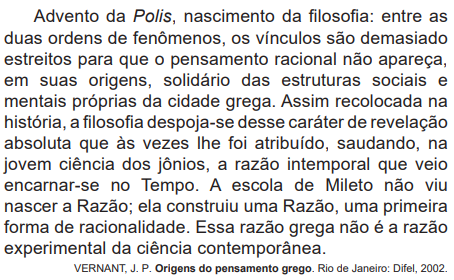 Advento da Polis, nascimento da filosofia: entre as
duas ordens de fenômenos, os vínculos são demasiado
estreitos para que o pensamento racional não apareça,
em suas origens, solidário das estruturas sociais e
mentais próprias da cidade grega. Assim recolocada na
história, a filosofia despoja-se desse caráter de revelação
absoluta que às vezes lhe foi atribuído, saudando, na
jovem ciência dos jônios, a razão intemporal que veio
encarnar-se no Tempo. A escola de Mileto não viu
nascer a Razão; ela construiu uma Razão, uma primeira
forma de racionalidade. Essa razão grega não é a razão
experimental da ciência contemporânea.
VERNANT, J. P. Origens do pensamento grego. Rio de Janeiro: Difel, 2002.